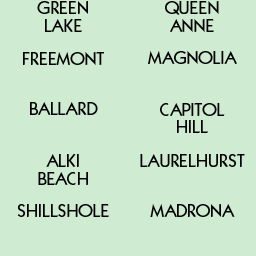 GREEN
LAKE
QUEEN
ANNE
FREEMONT
MAGNOLIA
BALLARD
CAPITOL
HILL
ALKI
BEACH
LAURELHURST
SHILLSHOLE
MADRONA